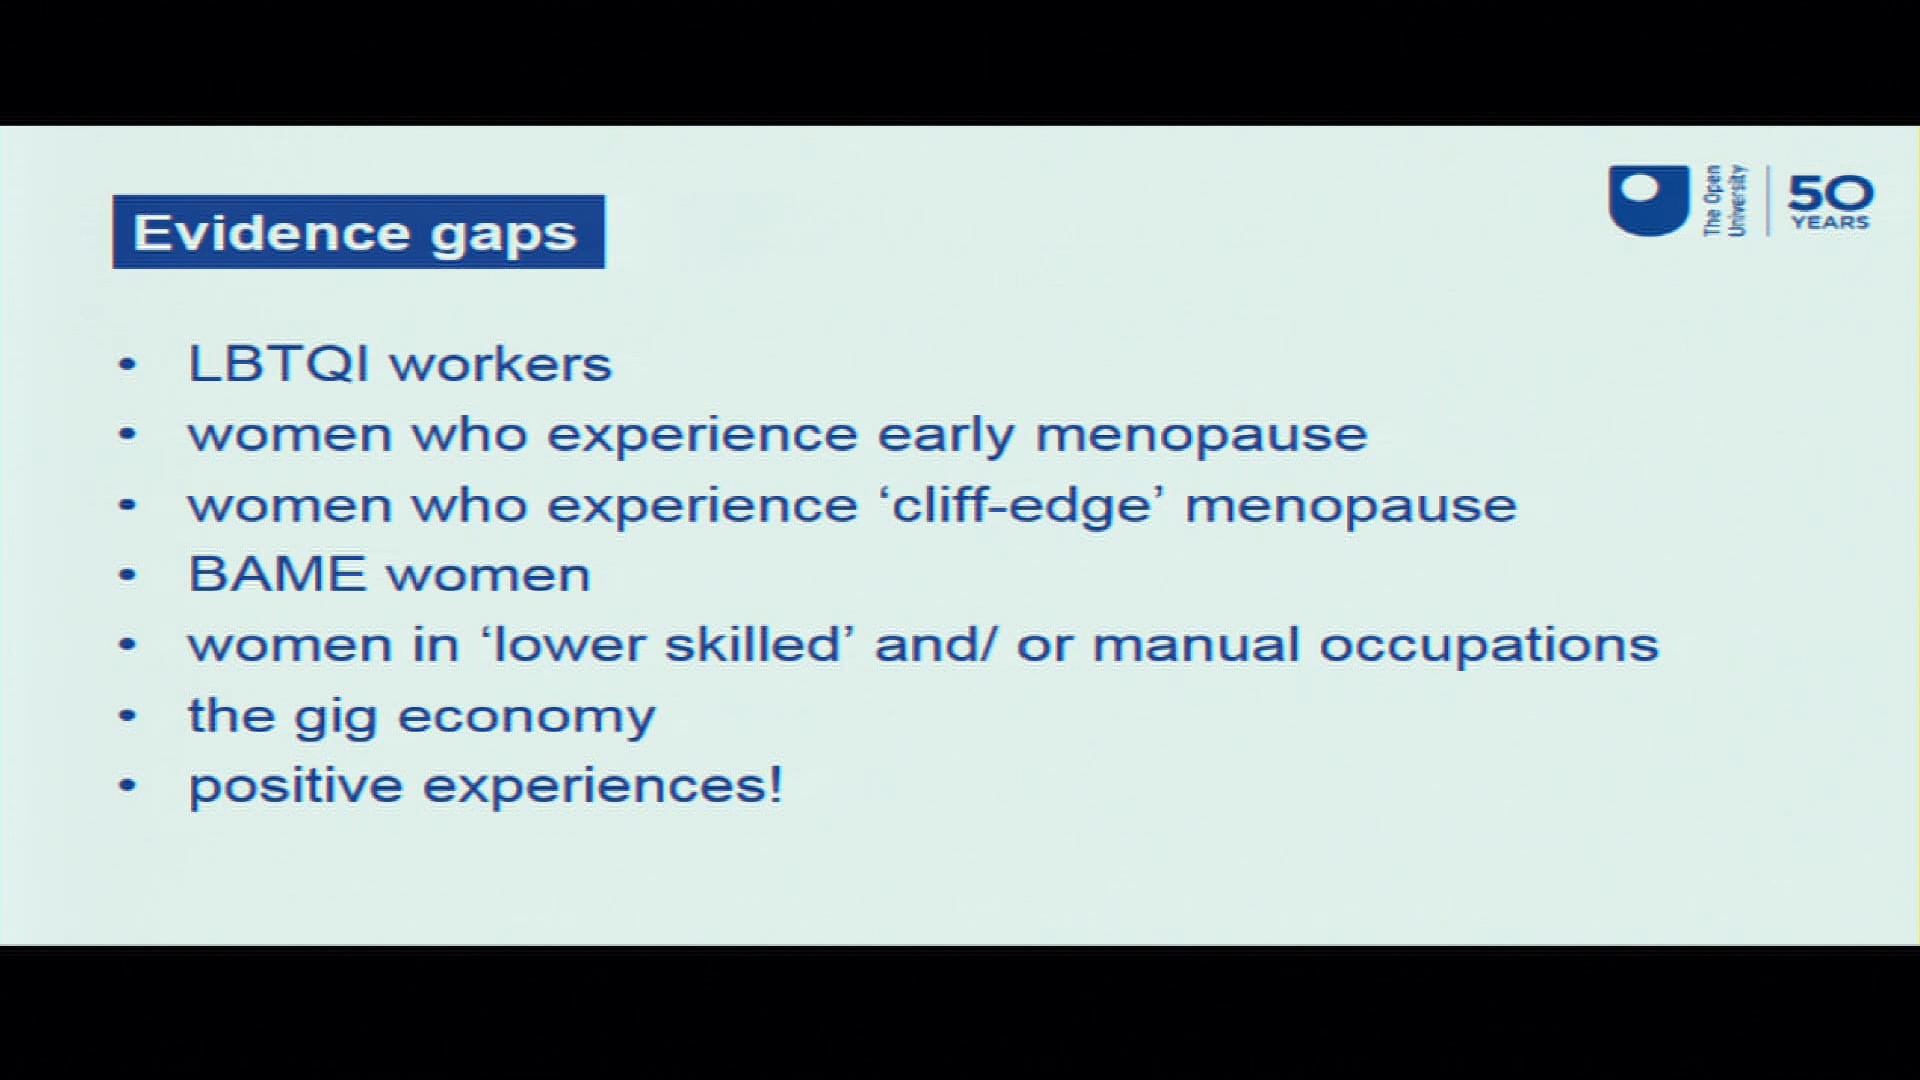 Evidence gaps
The Open
University
50
YEARS
• LBTQI workers
• women who experience early menopause
• women who experience ‘cliff-edge’ menopause
• BAME women
• women in ‘lower skilled’ and/ or manual occupations
• the gig economy
• positive experiences!